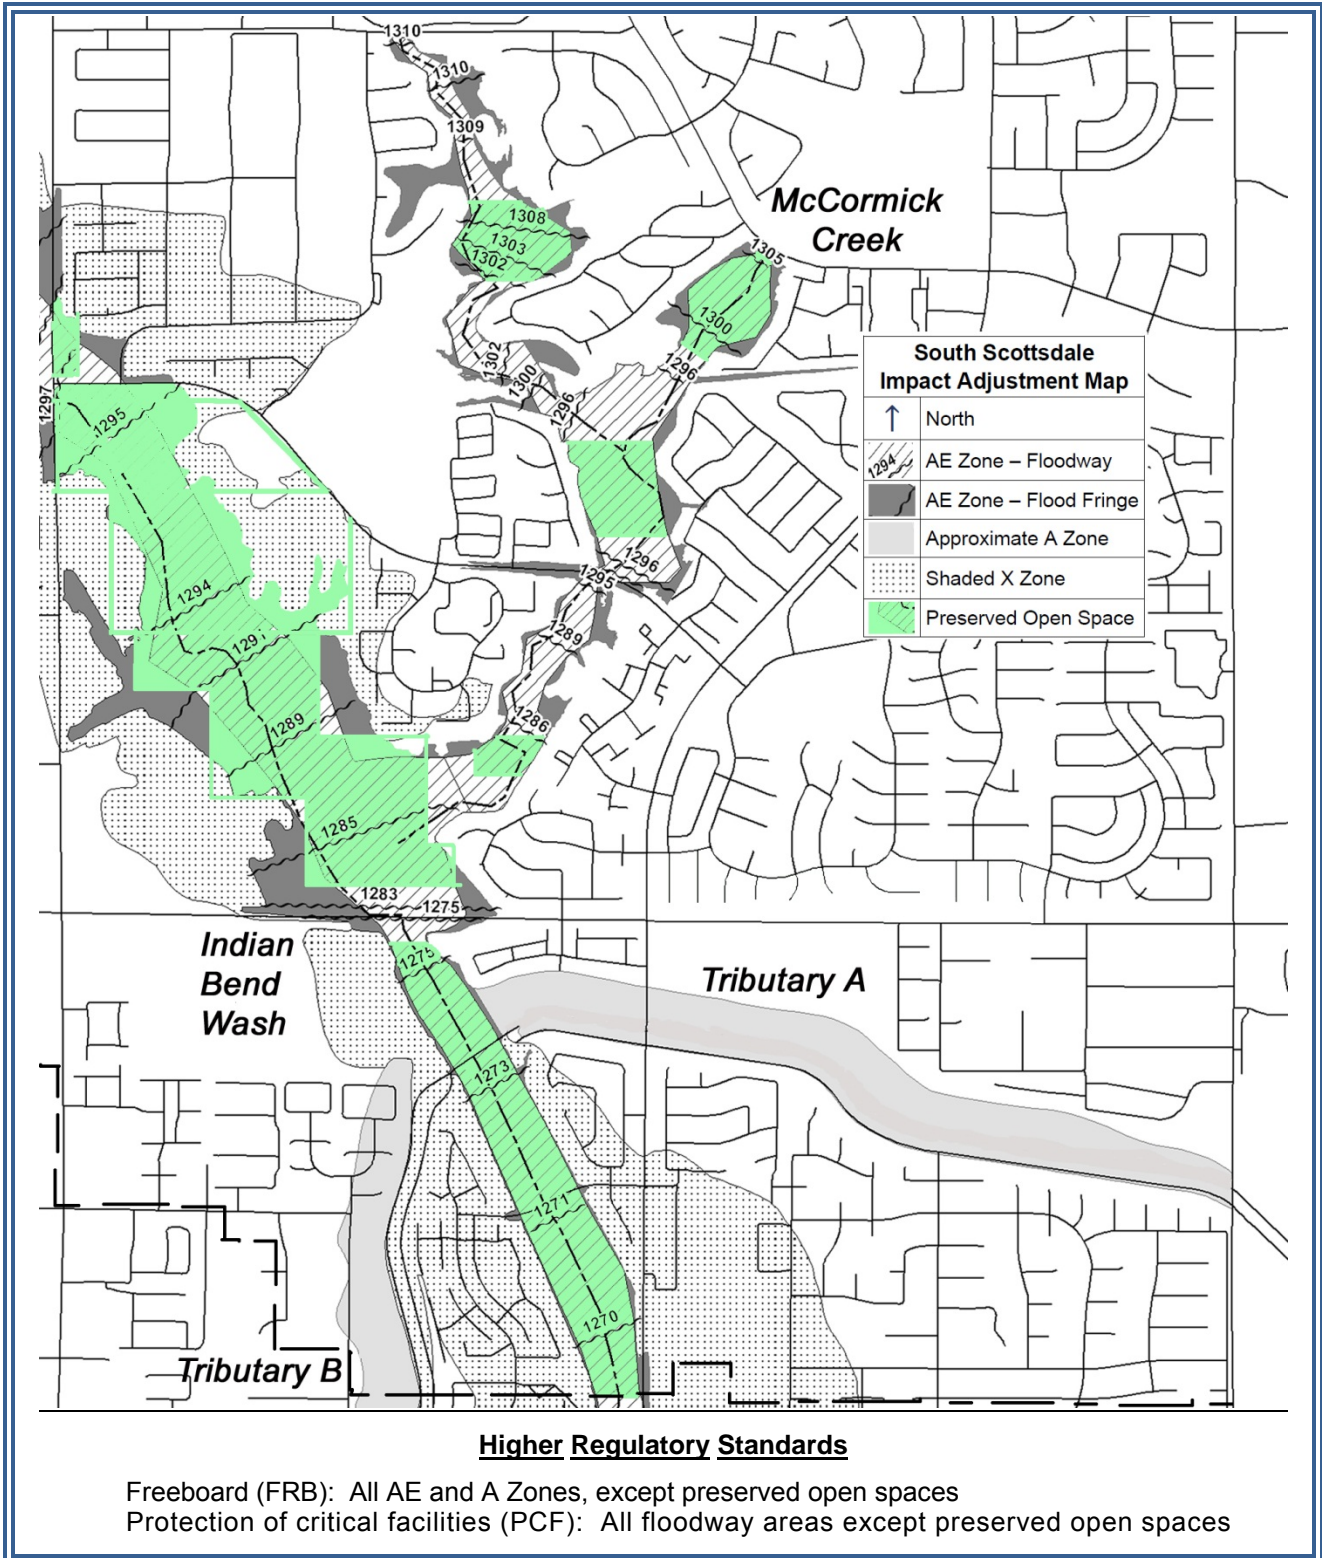 1310
1310
1309
McCormick
Creek
1308
1303
1302
1305
1300
1302
1300
1296
1296
1297
1295
South Scottsdale
Impact Adjustment Map
North
1294 AE Zone – Floodway
AE Zone – Flood Fringe
Approximate A Zone
Shaded X Zone
Preserved Open Space
1296
1295
1294
1289
1291
1286
1289
1285
1283
1275
Indian
Bend
Wash
1275
Tributary A
1273
1271
1270
Tributary B
Higher Regulatory Standards
Freeboard (FRB): All AE and A Zones, except preserved open spaces
Protection of critical facilities (PCF): All floodway areas except preserved open spaces